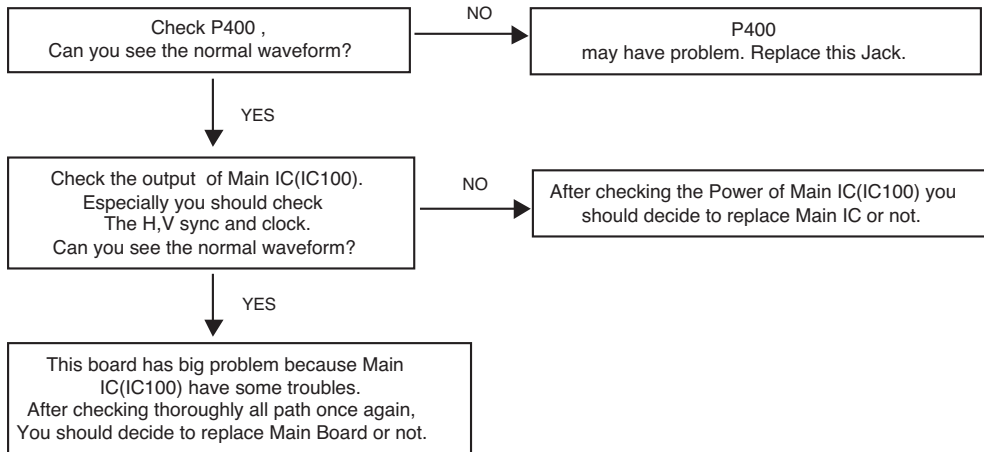 Check P400 ,
Can you see the normal waveform?
NO
P400
may have problem. Replace this Jack.
YES
Check the output of Main IC(IC100).
Especially you should check
The H,V sync and clock.
Can you see the normal waveform?
NO
After checking the Power of Main IC(IC100) you
should decide to replace Main IC or not.
YES
This board has big problem because Main
IC(IC100) have some troubles.
After checking thoroughly all path once again,
You should decide to replace Main Board or not.